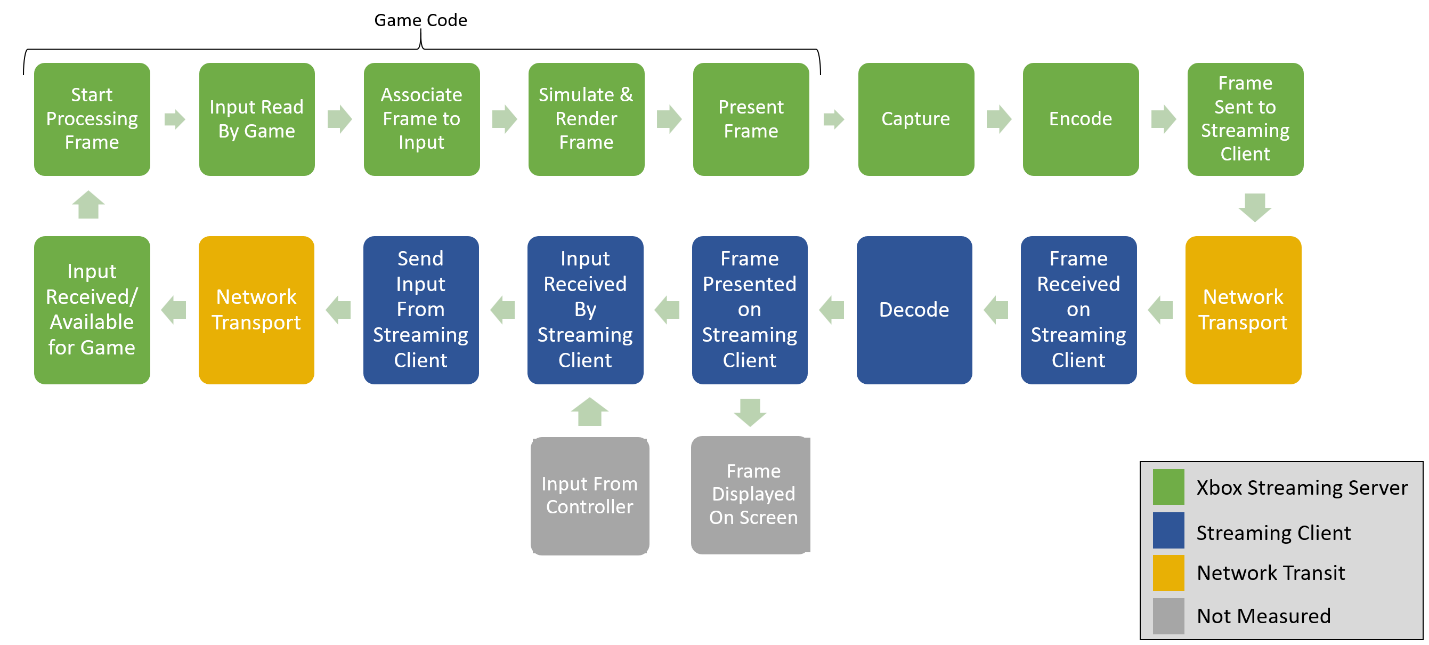 Game Code
Start
Processing
Frame
Input Read
By Game
Associate
Frame to
Input
Simulate &
Render
Frame
Present
Frame
Capture
Encode
Frame
Sent to
Streaming
Client
Input
Received/
Available
for Game
Network
Transport
Send
Input
From
Streaming
Client
Input
Received
By
Streaming
Client
Frame
Presented
on
Streaming
Client
Decode
Frame
Received
on
Streaming
Client
Network
Transport
Input From
Controller
Frame
Displayed
On Screen
Xbox Streaming Server
Streaming Client
Network Transit
Not Measured